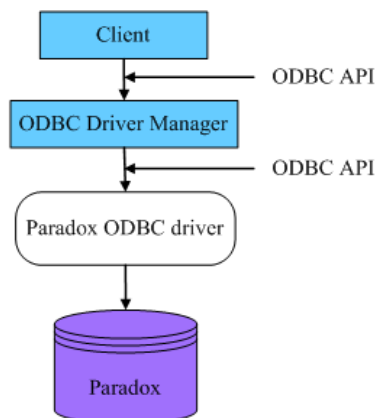 Client
ODBC API
ODBC Driver Manager
ODBC API
Paradox ODBC driver
Paradox